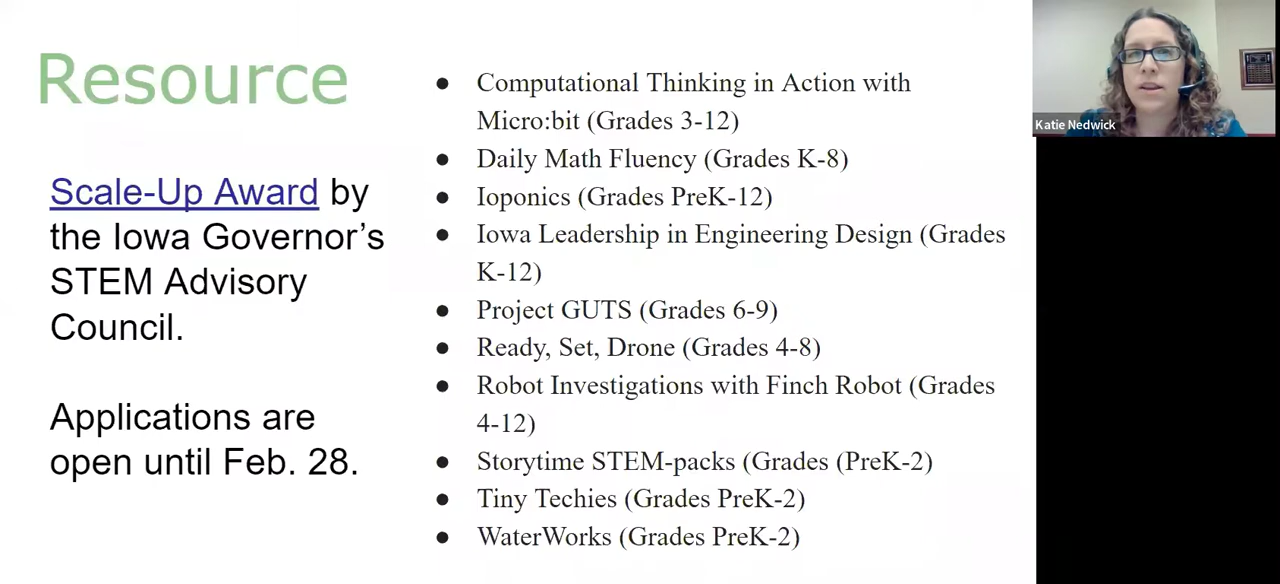 Resource
Scale-Up Award by
the Iowa Governor's
STEM Advisory
Council.
Applications are
open until Feb. 28.
● Computational Thinking in Action with
Micro:bit (Grades 3-12)
● Daily Math Fluency (Grades K-8)
● Ioponics (Grades PreK-12)
● Iowa Leadership in Engineering Design (Grades
K-12)
● Project GUTS (Grades 6-9)
● Ready, Set, Drone (Grades 4-8)
● Robot Investigations with Finch Robot (Grades
4-12)
● Storytime STEM-packs (Grades (PreK-2)
● Tiny Techies (Grades PreK-2)
● WaterWorks (Grades PreK-2)
Katie Nedwick